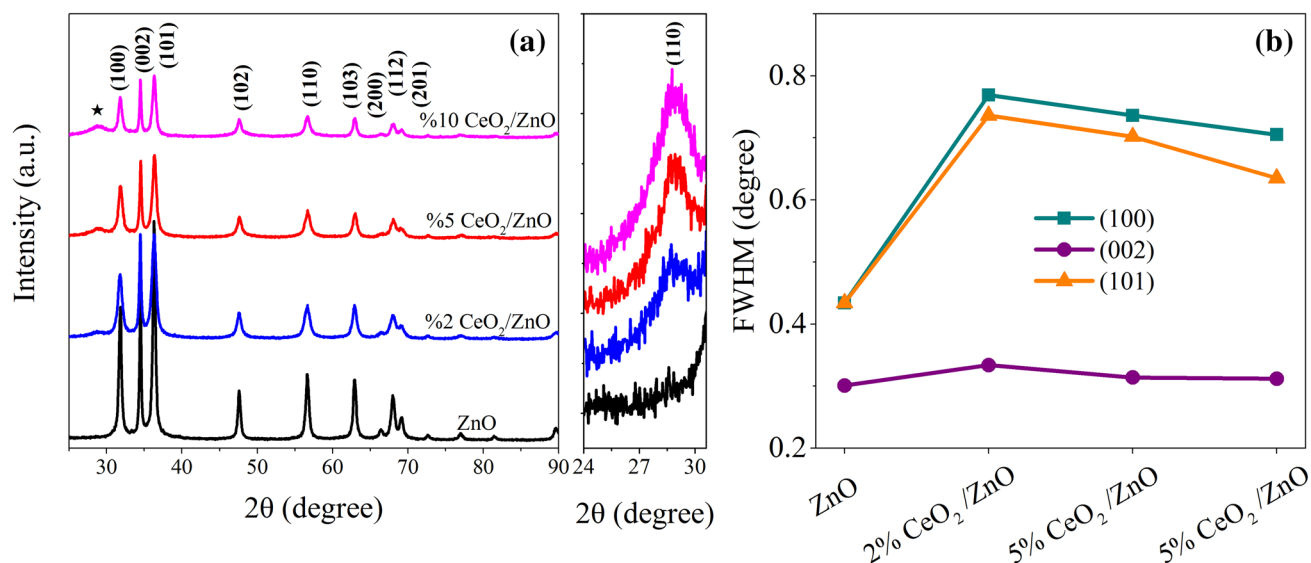 (a)
(100)
(002)
(101)
(102)
(110)
(103)
(200)
(112)
(201)
★
%10 CeO₂/ZnO
%5 CeO₂/ZnO
%2 CeO₂/ZnO
ZnO
Intensity (a.u.)
30 40 50 60 70 80 90
2θ (degree)
(110)
24 27 30
2θ (degree)
(b)
0.8
0.6
0.4
0.2
FWHM (degree)
(100)
(002)
(101)
ZnO
2% CeO₂/ZnO
5% CeO₂/ZnO
5% CeO₂/ZnO